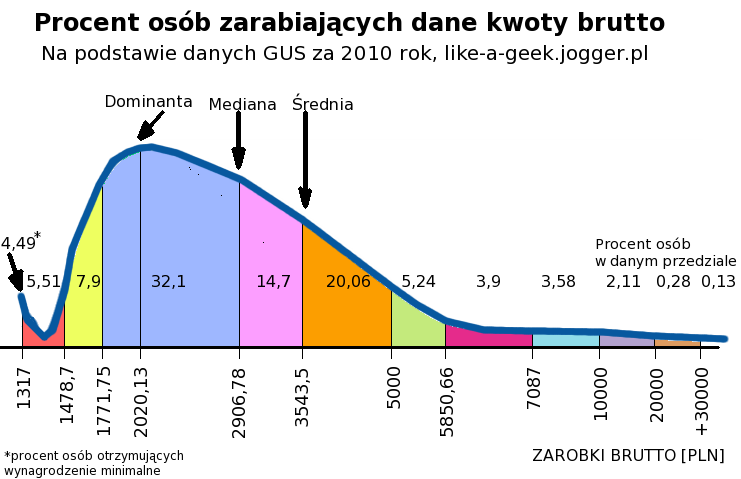 Procent osób zarabiających dane kwoty brutto
Na podstawie danych GUS za 2010 rok, like-a-geek.jogger.pl
Dominanta
Mediana
Średnia
4,49*
Procent osób
w danym przedziale
5,51
7,9
32,1
14,7
20,06
5,24
3,9
3,58
2,11
0,28
0,13
1317
1478,7
1771,75
2020,13
2906,78
3543,5
5000
5850,66
7087
10000
20000
+30000
*procent osób otrzymujących
wynagrodzenie minimalne
ZAROBKI BRUTTO [PLN]